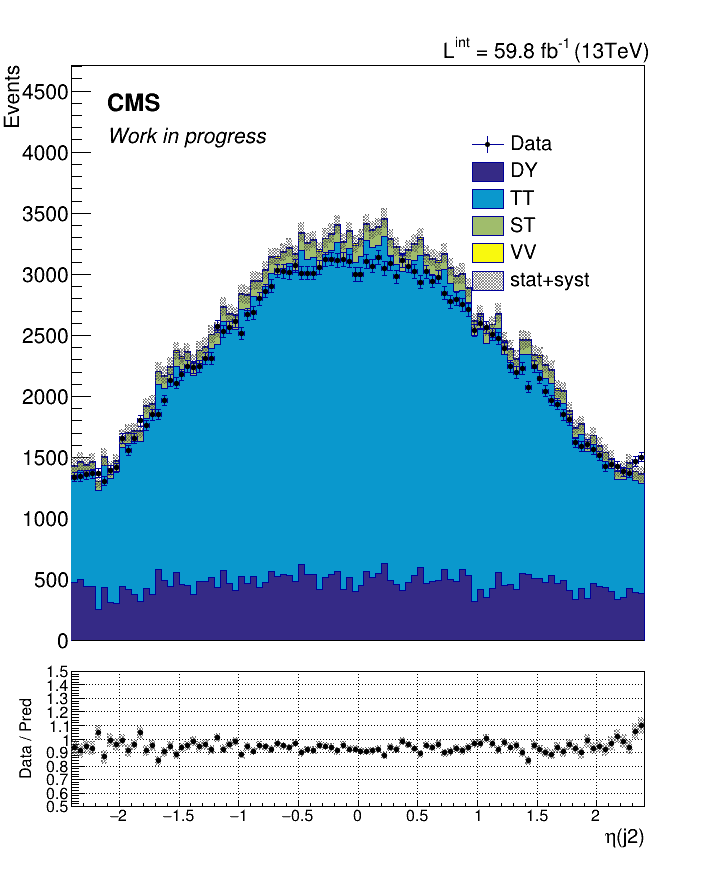 L^int = 59.8 fb^-1 (13TeV)
Events
4500
4000
3500
3000
2500
2000
1500
1000
500
0
CMS
Work in progress
Data
DY
TT
ST
VV
stat+syst
Data / Pred
1.5
1.4
1.3
1.2
1.1
1
0.9
0.8
0.7
0.6
0.5
−2 −1.5 −1 −0.5 0 0.5 1 1.5 2
η(j2)